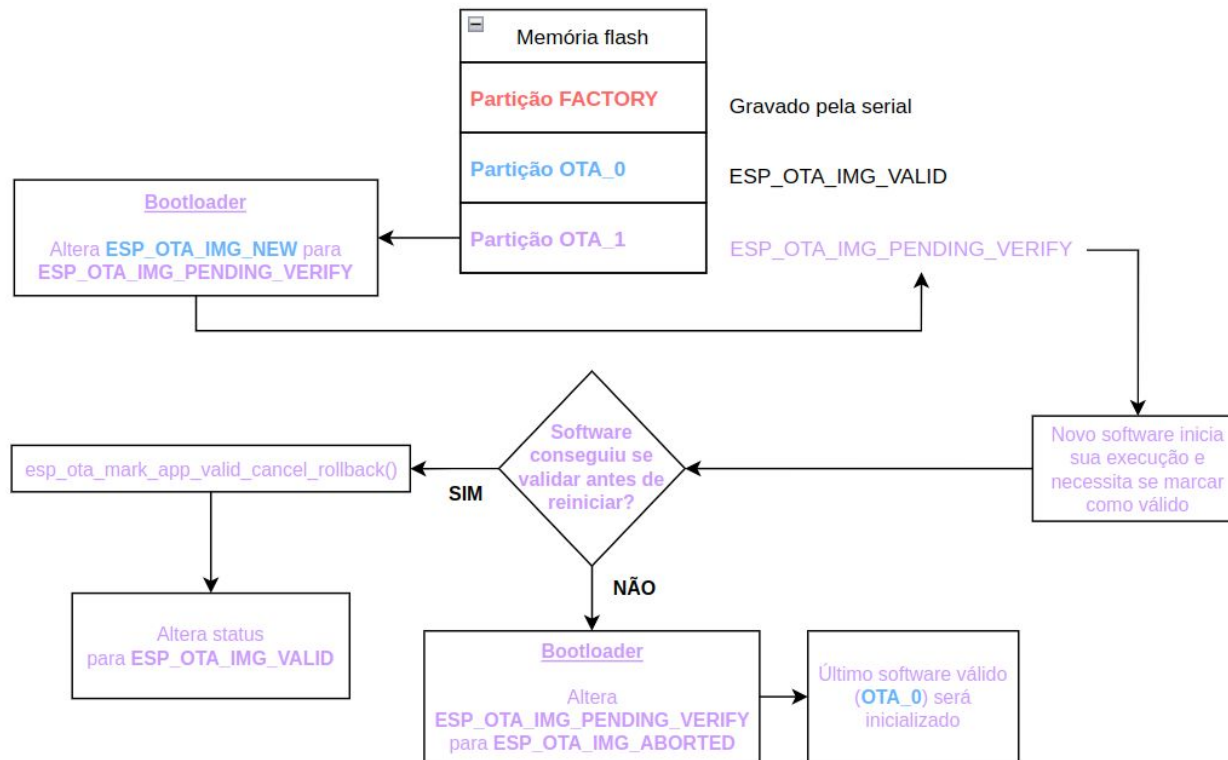 Memória flash
Partição FACTORY
Gravado pela serial
Partição OTA_0
ESP_OTA_IMG_VALID
Partição OTA_1
ESP_OTA_IMG_PENDING_VERIFY
Bootloader
Altera ESP_OTA_IMG_NEW para
ESP_OTA_IMG_PENDING_VERIFY
Novo software inicia
sua execução e
necessita se marcar
como válido
Software
conseguiu se
validar antes de
reiniciar?
SIM
esp_ota_mark_app_valid_cancel_rollback()
Altera status
para ESP_OTA_IMG_VALID
NÃO
Bootloader
Altera
ESP_OTA_IMG_PENDING_VERIFY
para ESP_OTA_IMG_ABORTED
Último software válido
(OTA_0) será
inicializado